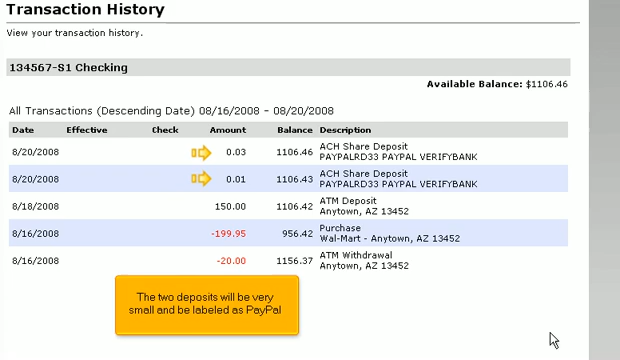 Transaction History
View your transaction history.
134567-S1 Checking
Available Balance: $1106.46
All Transactions (Descending Date) 08/16/2008 - 08/20/2008
Date Effective Check Amount Balance Description
8/20/2008 0.03 1106.46 ACH Share Deposit
PAYPALRD33 PAYPAL VERIFYBANK
8/20/2008 0.01 1106.43 ACH Share Deposit
PAYPALRD33 PAYPAL VERIFYBANK
8/18/2008 150.00 1106.42 ATM Deposit
Anytown, AZ 13452
8/16/2008 -199.95 956.42 Purchase
Wal-Mart - Anytown, AZ 13452
8/16/2008 -20.00 1156.37 ATM Withdrawal
Anytown, AZ 13452
The two deposits will be very
small and be labeled as PayPal